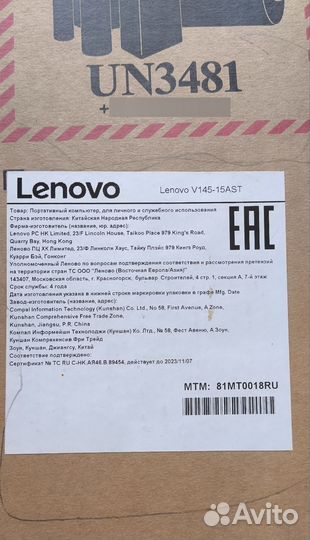 UN3481
+
Lenovo
Lenovo V145-15AST
Товар: Портативный компьютер, для личного и служебного использования
Страна изготовления: Китайская Народная Республика
Фирма-изготовитель (название, юр. адрес):
Lenovo PC HK Limited, 23/F Lincoln House, Taikoo Place 979 King's Road,
Quarry Bay, Hong Kong
Леново ПЦ ХК Лимитед, 23/Ф Линкольн Хаус, Тайку Плэйс 979 Кингз Роуд,
Куарри Бэй, Гонконг
Уполномоченный Леново по вопросам подтверждения соответствия и рассмотрения претензий
на территории стран ТС ООО "Леново (Восточная Европа/Азия)"
143407, Московская область, г. Красногорск, бульвар. Строителей, 4 стр. 1, секция А, 7-й этаж
Срок службы: 4 года
Дата изготовления указана в нижней строке маркировки упаковки в графе Mfg. Date
Завод-изготовитель (название, адрес):
Compal Information Technology (Kunshan) Co. Ltd., No 58, First Avenue, A Zone,
Kunshan Comprehensive Free Trade Zone,
Kunshan, Jiangsu, P.R. China
Компал Информейшн Технолоджи (Куншан) Ко. Лтд., № 58, Фест Авеню, А Зоун,
Куншан Компрехенсив Фри Трейд
Зоун, Куншан, Джиангсу, Китай
Соответствие подтверждено:
Сертификат № ТС RU C-HK.АЯ46.В.89454, действует до 2023/11/07
EAC
MTM: 81MT0018RU
Avito